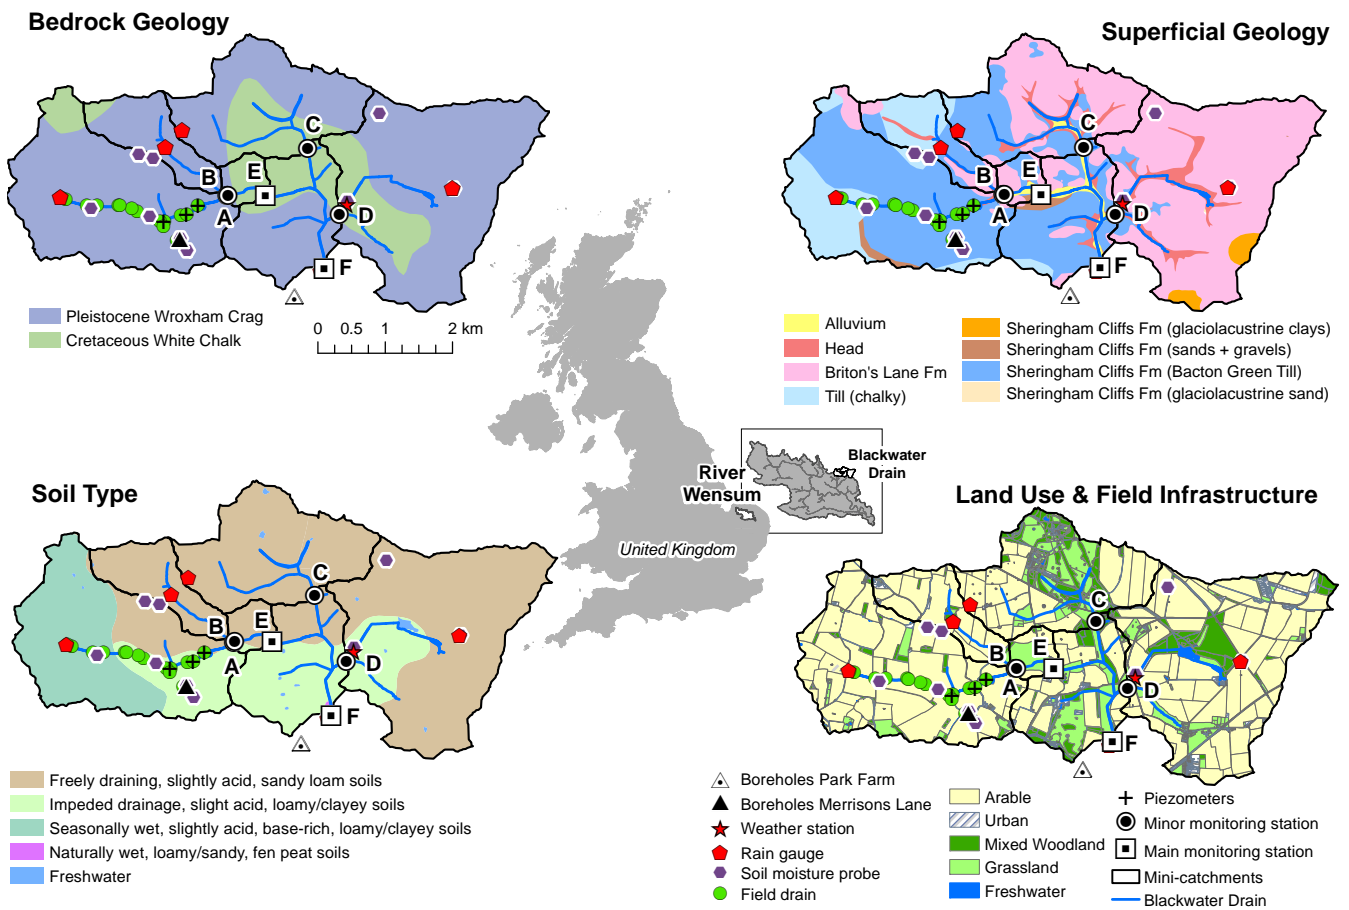 Bedrock Geology
C
B
E
A
D
F
Pleistocene Wroxham Crag
Cretaceous White Chalk
0 0.5 1 2 km
Superficial Geology
C
B
E
A
D
F
Alluvium
Head
Briton's Lane Fm
Till (chalky)
Sheringham Cliffs Fm (glaciolacustrine clays)
Sheringham Cliffs Fm (sands + gravels)
Sheringham Cliffs Fm (Bacton Green Till)
Sheringham Cliffs Fm (glaciolacustrine sand)
River
Wensum
Blackwater
Drain
United Kingdom
Soil Type
C
B
E
A
D
F
Freely draining, slightly acid, sandy loam soils
Impeded drainage, slight acid, loamy/clayey soils
Seasonally wet, slightly acid, base-rich, loamy/clayey soils
Naturally wet, loamy/sandy, fen peat soils
Freshwater
Land Use & Field Infrastructure
C
B
E
A
D
F
Boreholes Park Farm
Boreholes Merrisons Lane
Weather station
Rain gauge
Soil moisture probe
Field drain
Arable
Urban
Mixed Woodland
Grassland
Freshwater
Piezometers
Minor monitoring station
Main monitoring station
Mini-catchments
Blackwater Drain